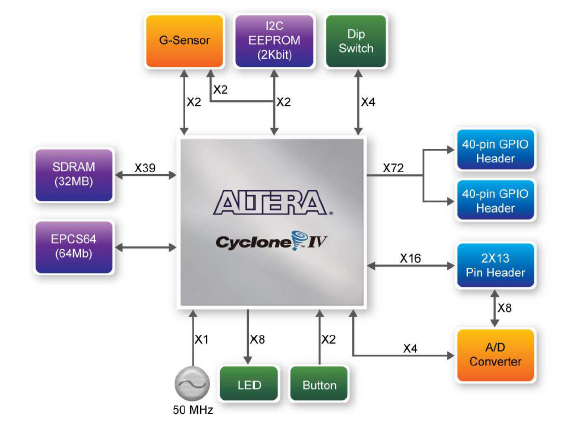 G-Sensor
I2C
EEPROM
(2Kbit)
Dip
Switch
X2
X2
X2
X4
SDRAM
(32MB)
X39
EPCS64
(64Mb)
ALTERA.
Cyclone IV
X72
40-pin GPIO
Header
40-pin GPIO
Header
X16
2X13
Pin Header
X8
X4
A/D
Converter
X1
50 MHz
X8
LED
X2
Button